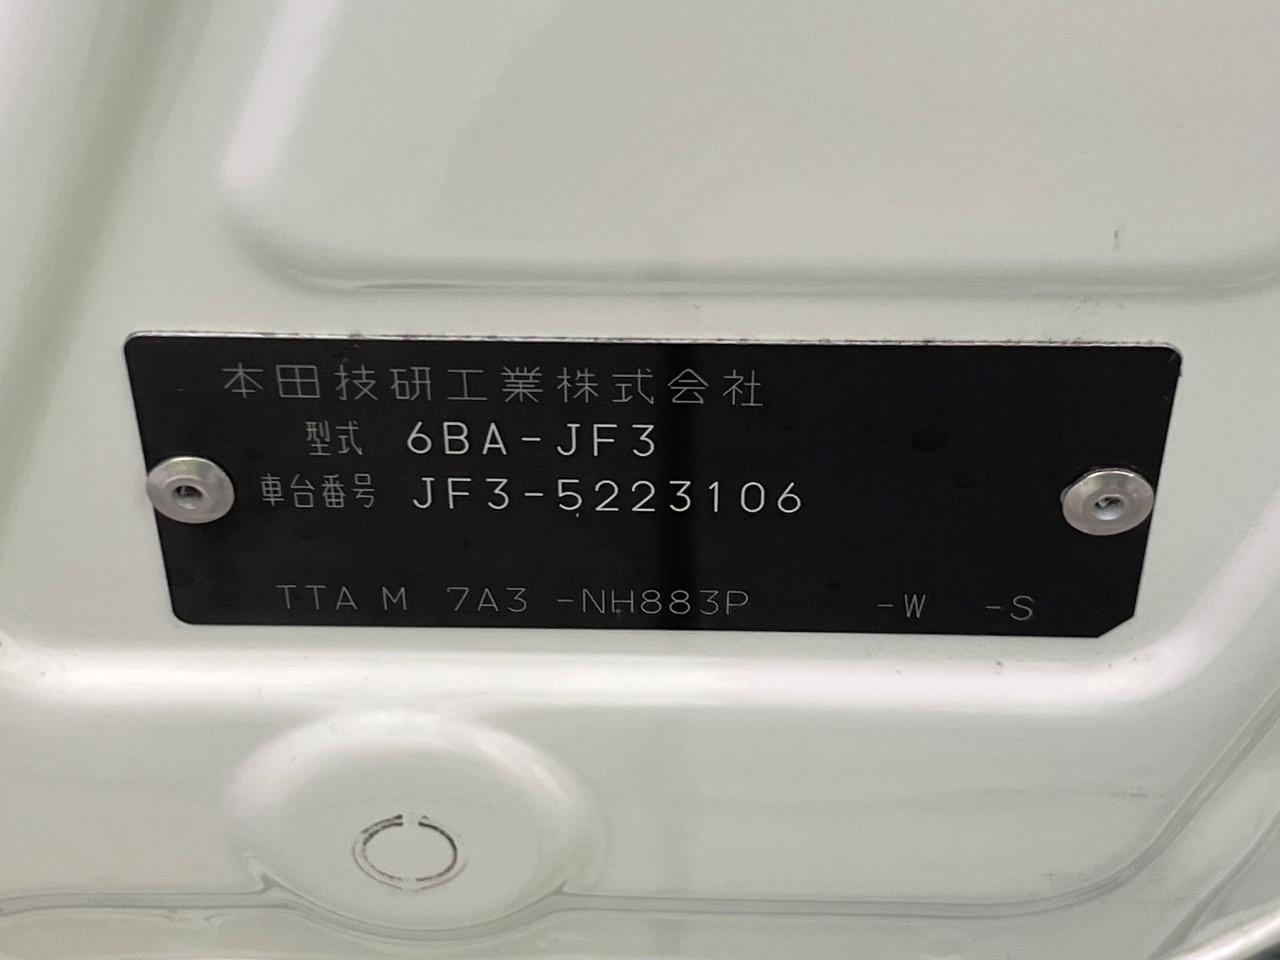 本田技研工業株式会社
型式 6BA-JF3
車台番号 JF3-5223106
TTA M 7A3 -NH883P -W -S